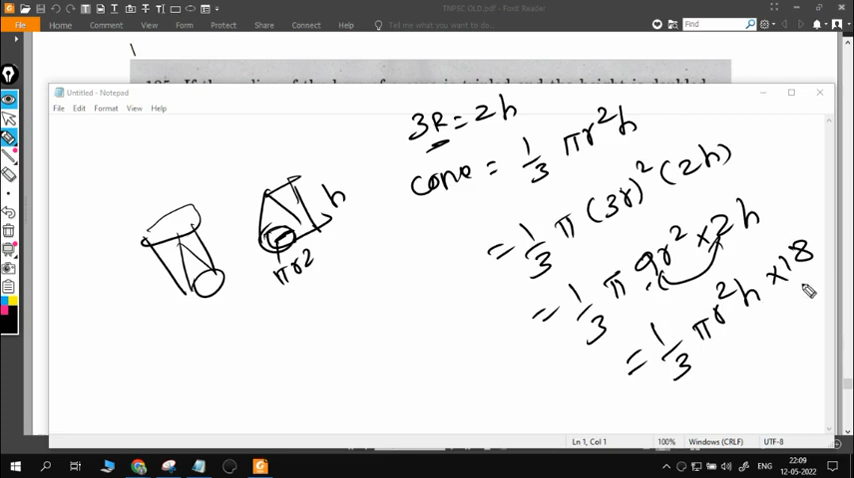 TNPSC OLD.pdf - Foxit Reader
File Home Comment View Form Protect Share Connect Help Tell me what you want to do... Find
Untitled - Notepad
File Edit Format View Help
3R = 2h
Cone = 1/3 πr²h
= 1/3 π (3r)² (2h)
= 1/3 π 9r² × 2h
= 1/3 πr²h × 18
h
πr2
Ln 1, Col 1 100% Windows (CRLF) UTF-8
ENG 22:09
12-05-2022